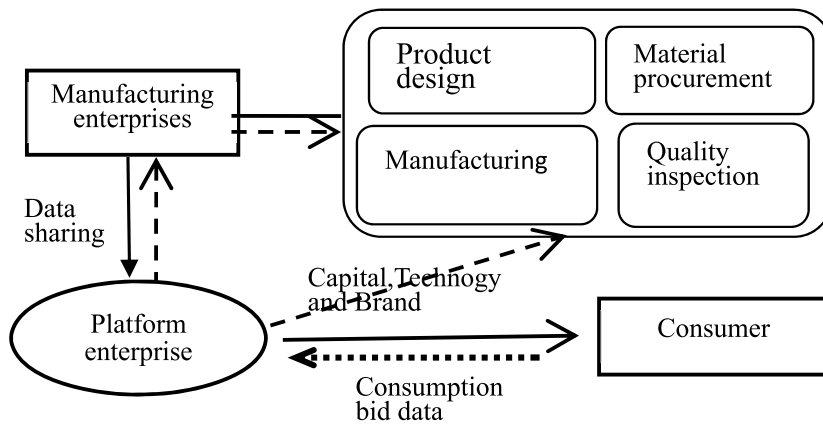 Product
design
Material
procurement
Manufacturing
enterprises
Manufacturing
Quality
inspection
Data
sharing
Capital,Technogy
and Brand
Platform
enterprise
Consumer
Consumption
bid data